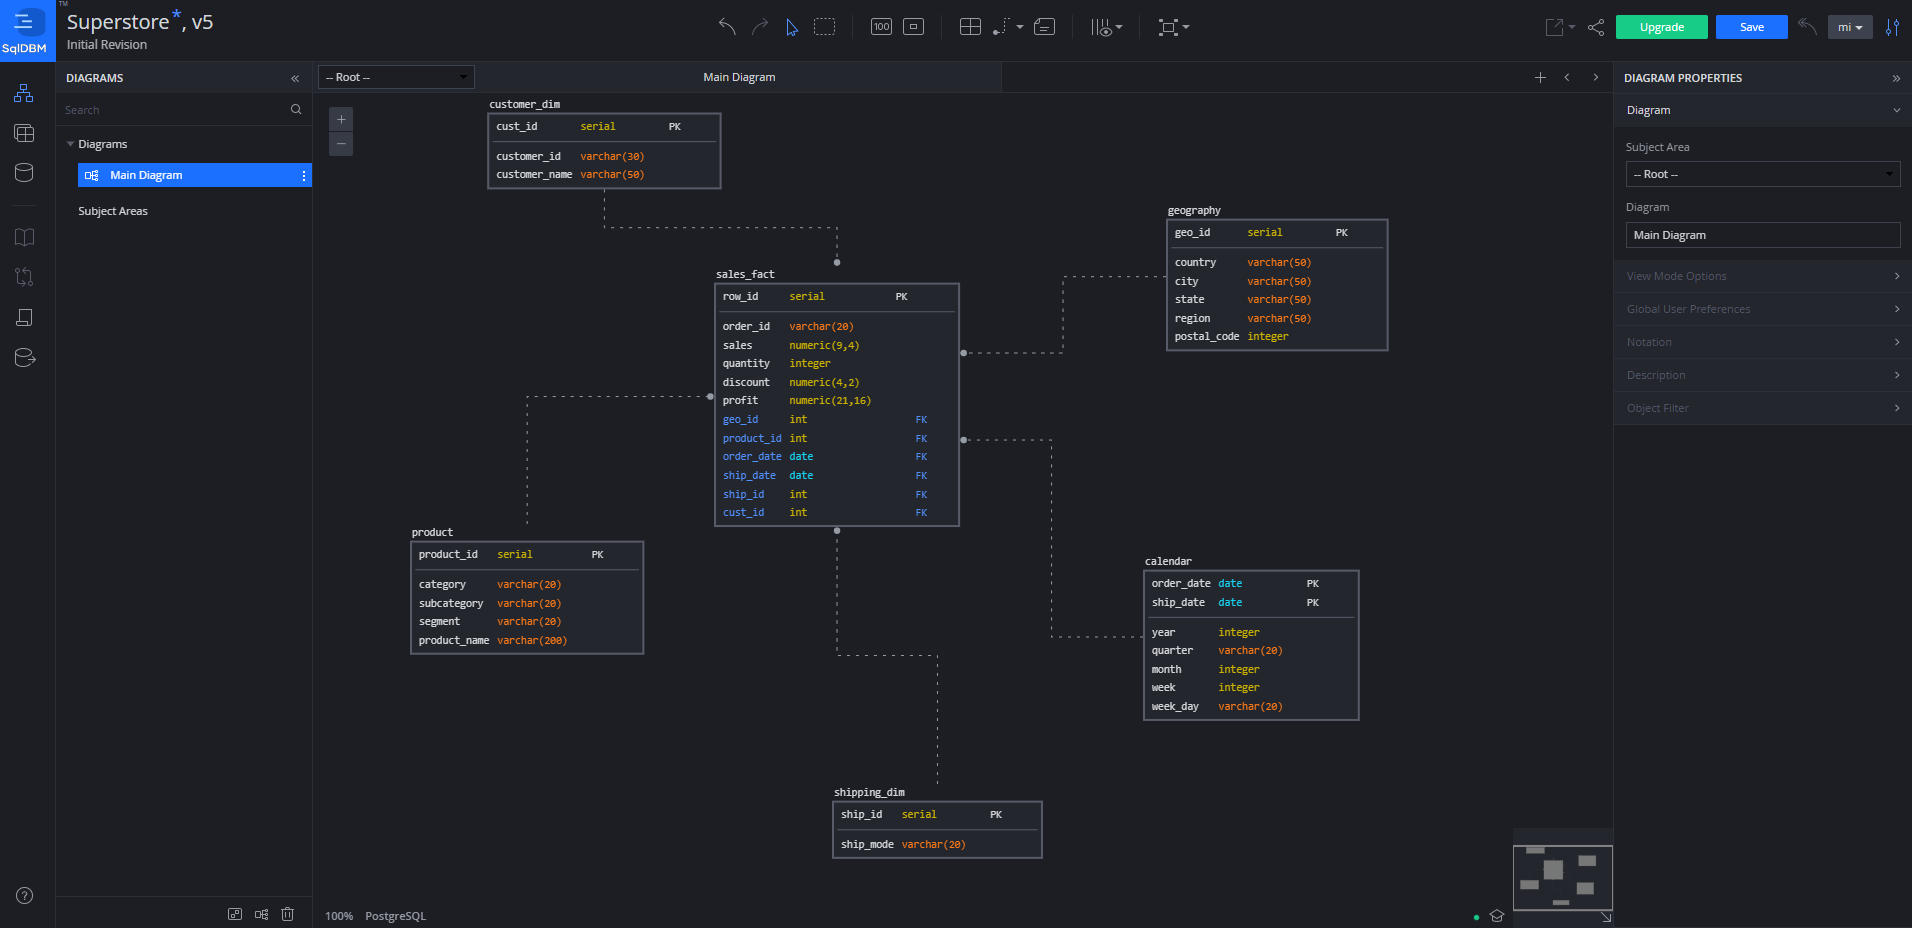 TM
Superstore*, v5
Initial Revision
SqlDBM
100
Upgrade
Save
mi
DIAGRAMS
-- Root --
Main Diagram
DIAGRAM PROPERTIES
Search
Diagrams
Main Diagram
Subject Areas
Diagram
Subject Area
-- Root --
Diagram
Main Diagram
View Mode Options
Global User Preferences
Notation
Description
Object Filter
customer_dim
cust_id serial PK
customer_id varchar(30)
customer_name varchar(50)
geography
geo_id serial PK
country varchar(50)
city varchar(50)
state varchar(50)
region varchar(50)
postal_code integer
sales_fact
row_id serial PK
order_id varchar(20)
sales numeric(9,4)
quantity integer
discount numeric(4,2)
profit numeric(21,16)
geo_id int FK
product_id int FK
order_date date FK
ship_date date FK
ship_id int FK
cust_id int FK
product
product_id serial PK
category varchar(20)
subcategory varchar(20)
segment varchar(20)
product_name varchar(200)
calendar
order_date date PK
ship_date date PK
year integer
quarter varchar(20)
month integer
week integer
week_day varchar(20)
shipping_dim
ship_id serial PK
ship_mode varchar(20)
100% PostgreSQL